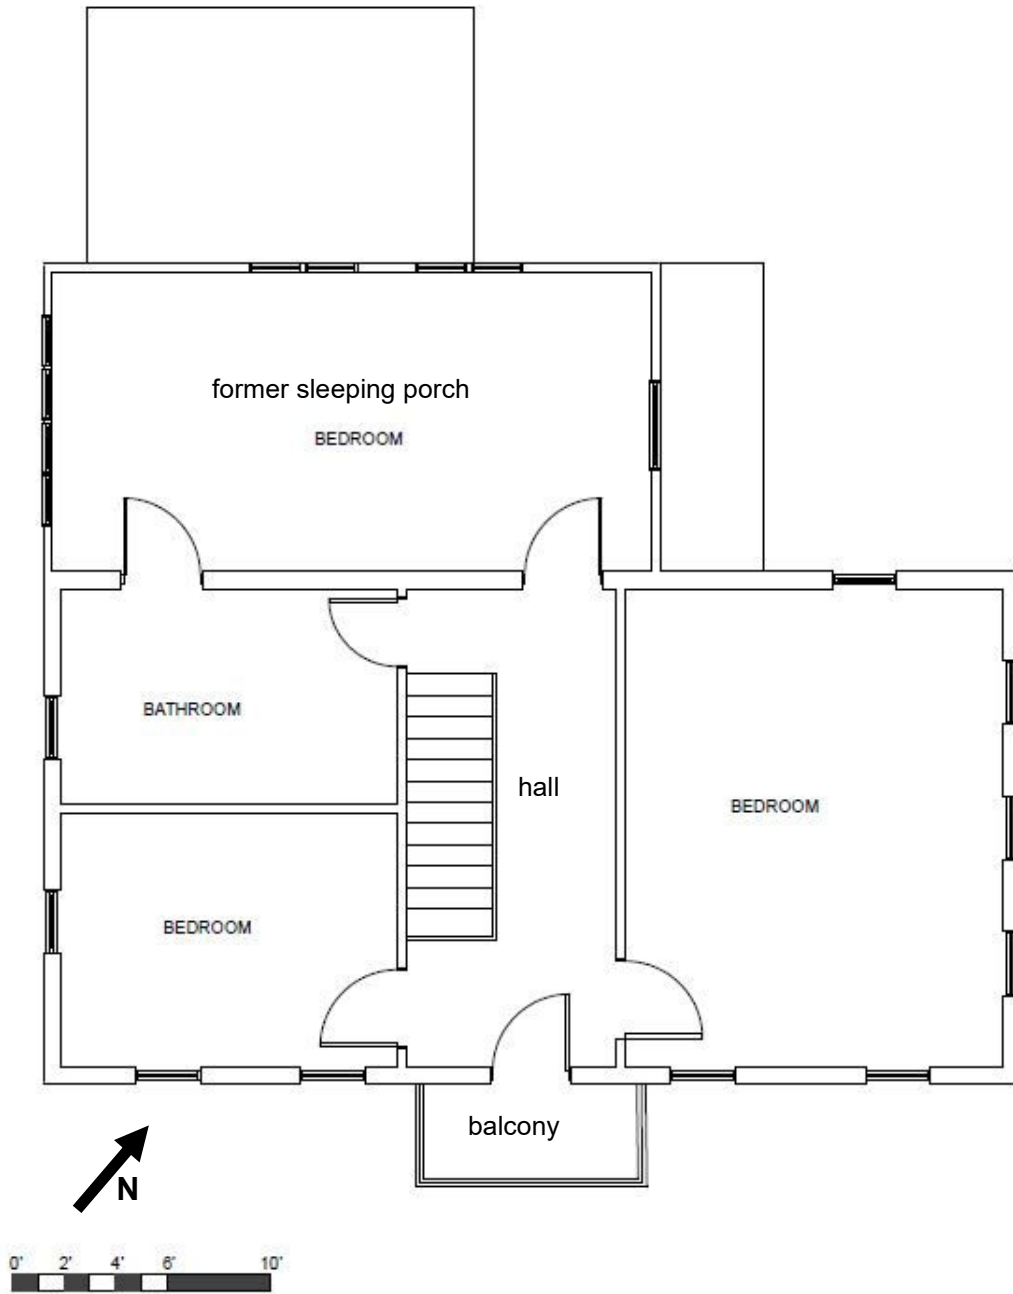 former sleeping porch
BEDROOM
BATHROOM
hall
BEDROOM
BEDROOM
balcony
N
0' 2' 4' 6' 10'